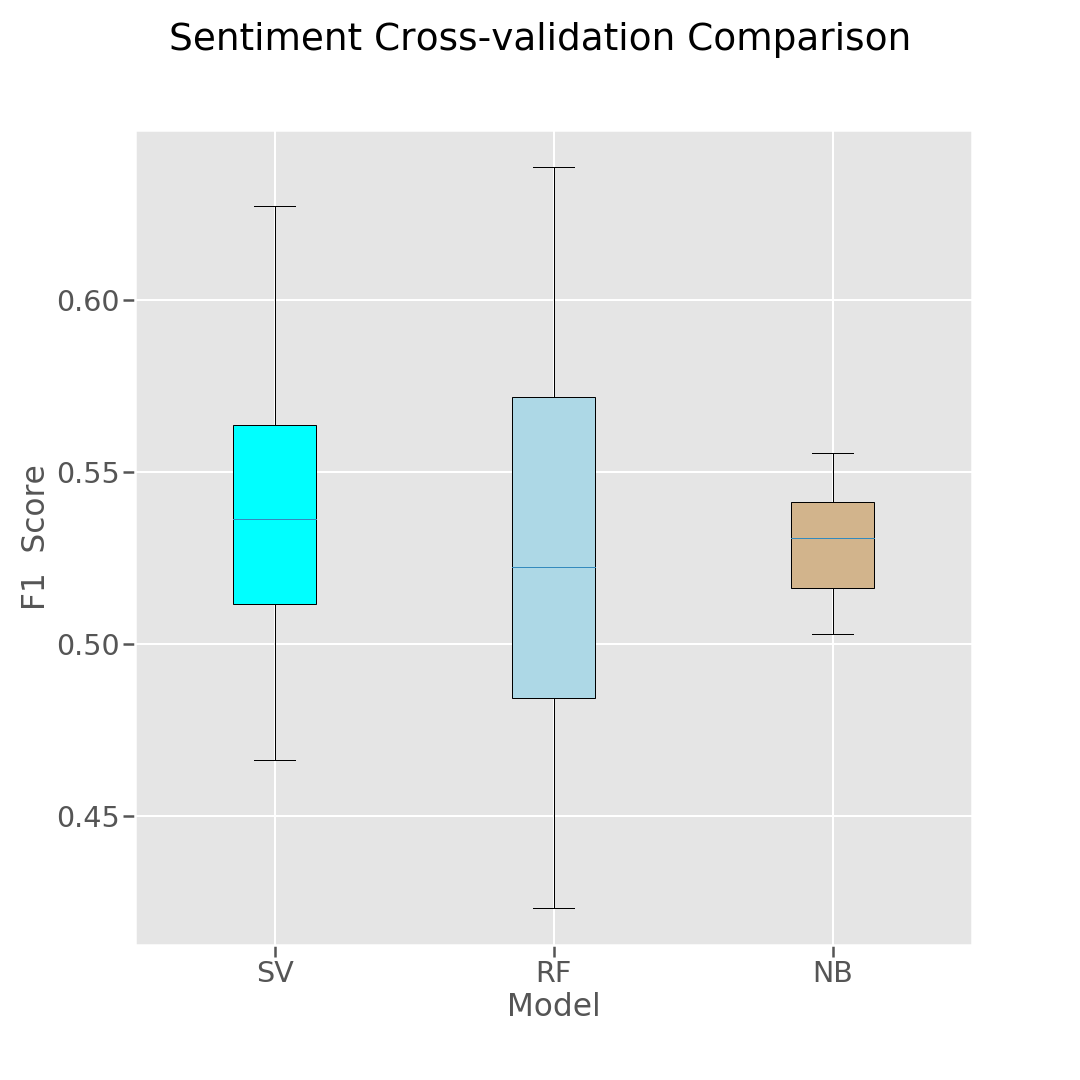 Sentiment Cross-validation Comparison
F1 Score
0.60
0.55
0.50
0.45
SV RF NB
Model